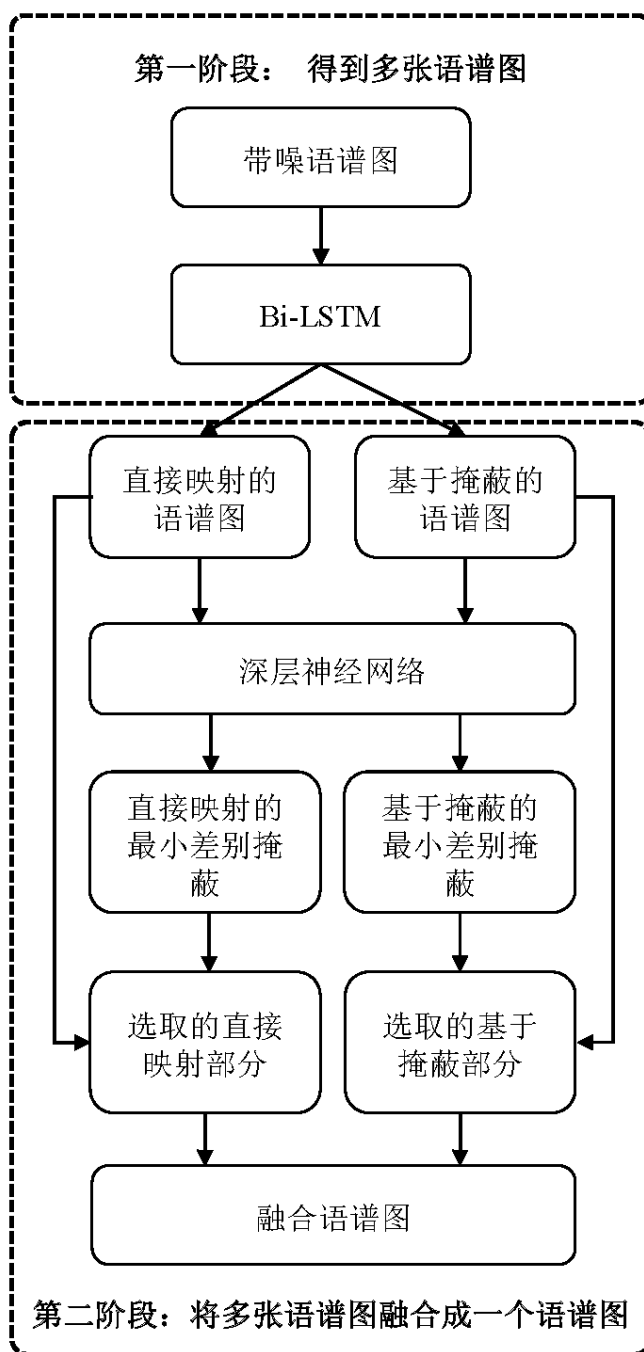 第一阶段： 得到多张语谱图
带噪语谱图
Bi-LSTM
直接映射的
语谱图
基于掩蔽的
语谱图
深层神经网络
直接映射的
最小差别掩
蔽
基于掩蔽的
最小差别掩
蔽
选取的直接
映射部分
选取的基于
掩蔽部分
融合语谱图
第二阶段：将多张语谱图融合成一个语谱图